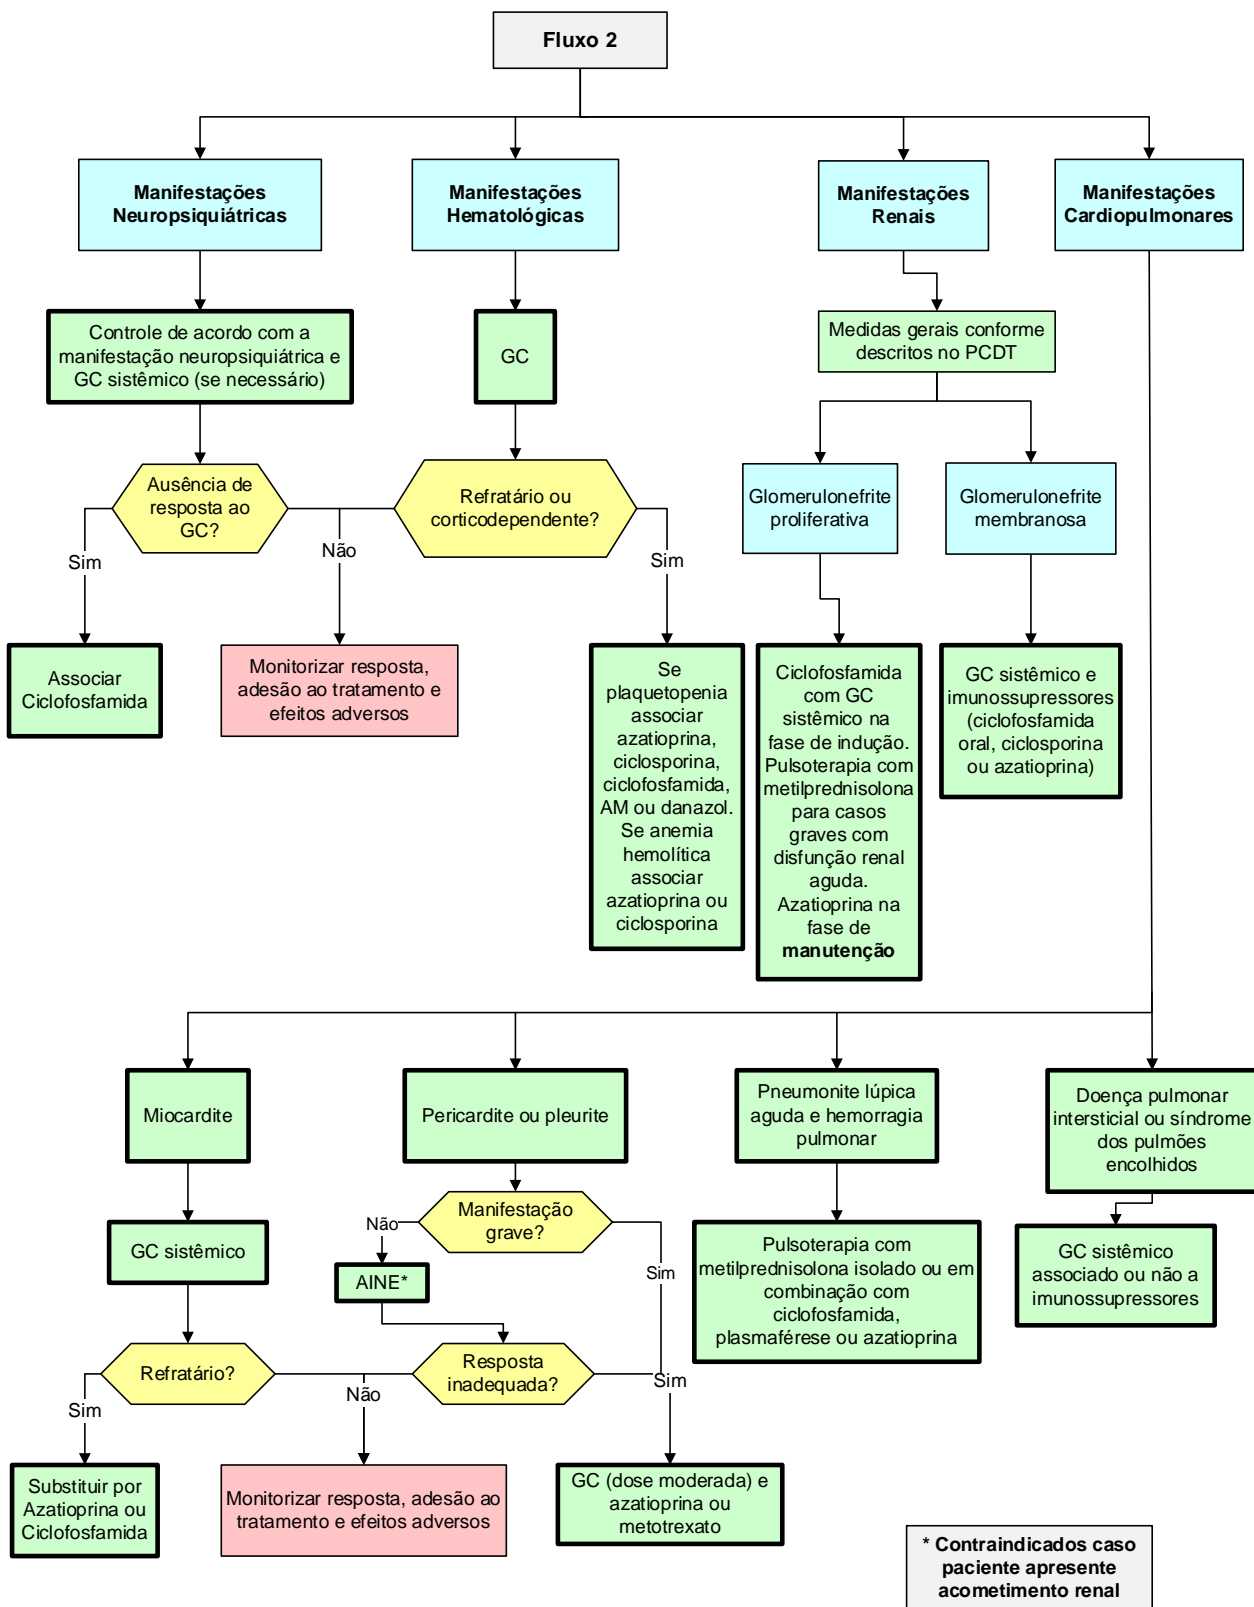 Fluxo 2
Manifestações
Neuropsiquiátricas
Manifestações
Hematológicas
Manifestações
Renais
Manifestações
Cardiopulmonares
Controle de acordo com a
manifestação neuropsiquiátrica e
GC sistêmico (se necessário)
GC
Medidas gerais conforme
descritos no PCDT
Ausência de
resposta ao
GC?
Refratário ou
corticodependente?
Glomerulonefrite
proliferativa
Glomerulonefrite
membranosa
Sim
Não
Sim
Associar
Ciclofosfamida
Monitorizar resposta,
adesão ao tratamento e
efeitos adversos
Se
plaquetopenia
associar
azatioprina,
ciclosporina,
ciclofosfamida,
AM ou danazol.
Se anemia
hemolítica
associar
azatioprina ou
ciclosporina
Ciclofosfamida
com GC
sistêmico na
fase de indução.
Pulsoterapia com
metilprednisolona
para casos
graves com
disfunção renal
aguda.
Azatioprina na
fase de
manutenção
GC sistêmico e
imunossupressores
(ciclofosfamida
oral, ciclosporina
ou azatioprina)
Miocardite
Pericardite ou pleurite
Pneumonite lúpica
aguda e hemorragia
pulmonar
Doença pulmonar
intersticial ou síndrome
dos pulmões
encolhidos
GC sistêmico
Manifestação
grave?
Não
Sim
AINE*
Pulsoterapia com
metilprednisolona isolado ou em
combinação com
ciclofosfamida,
plasmaférese ou azatioprina
GC sistêmico
associado ou não a
imunossupressores
Refratário?
Resposta
inadequada?
Sim
Não
Sim
Substituir por
Azatioprina ou
Ciclofosfamida
Monitorizar resposta, adesão ao
tratamento e efeitos adversos
GC (dose moderada) e
azatioprina ou
metotrexato
* Contraindicados caso
paciente apresente
acometimento renal